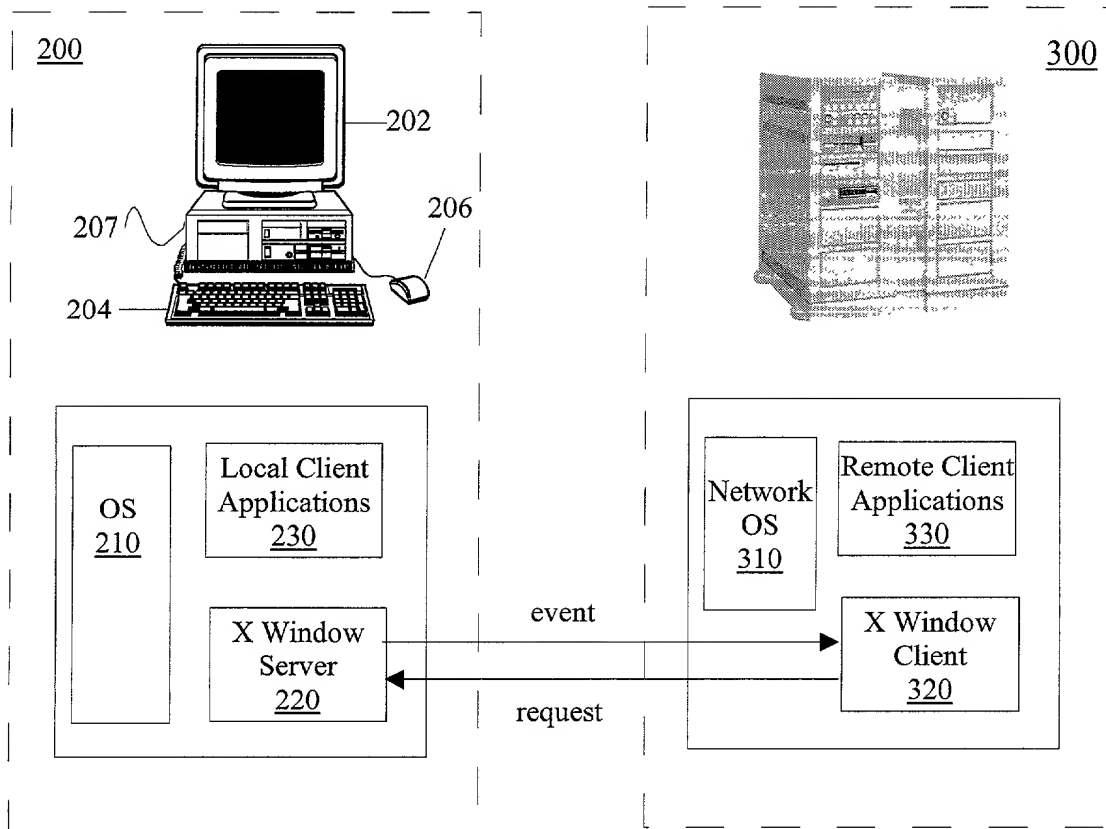 200
300
202
207
206
204
OS
210
Local Client
Applications
230
X Window
Server
220
event
request
Network
OS
310
Remote Client
Applications
330
X Window
Client
320